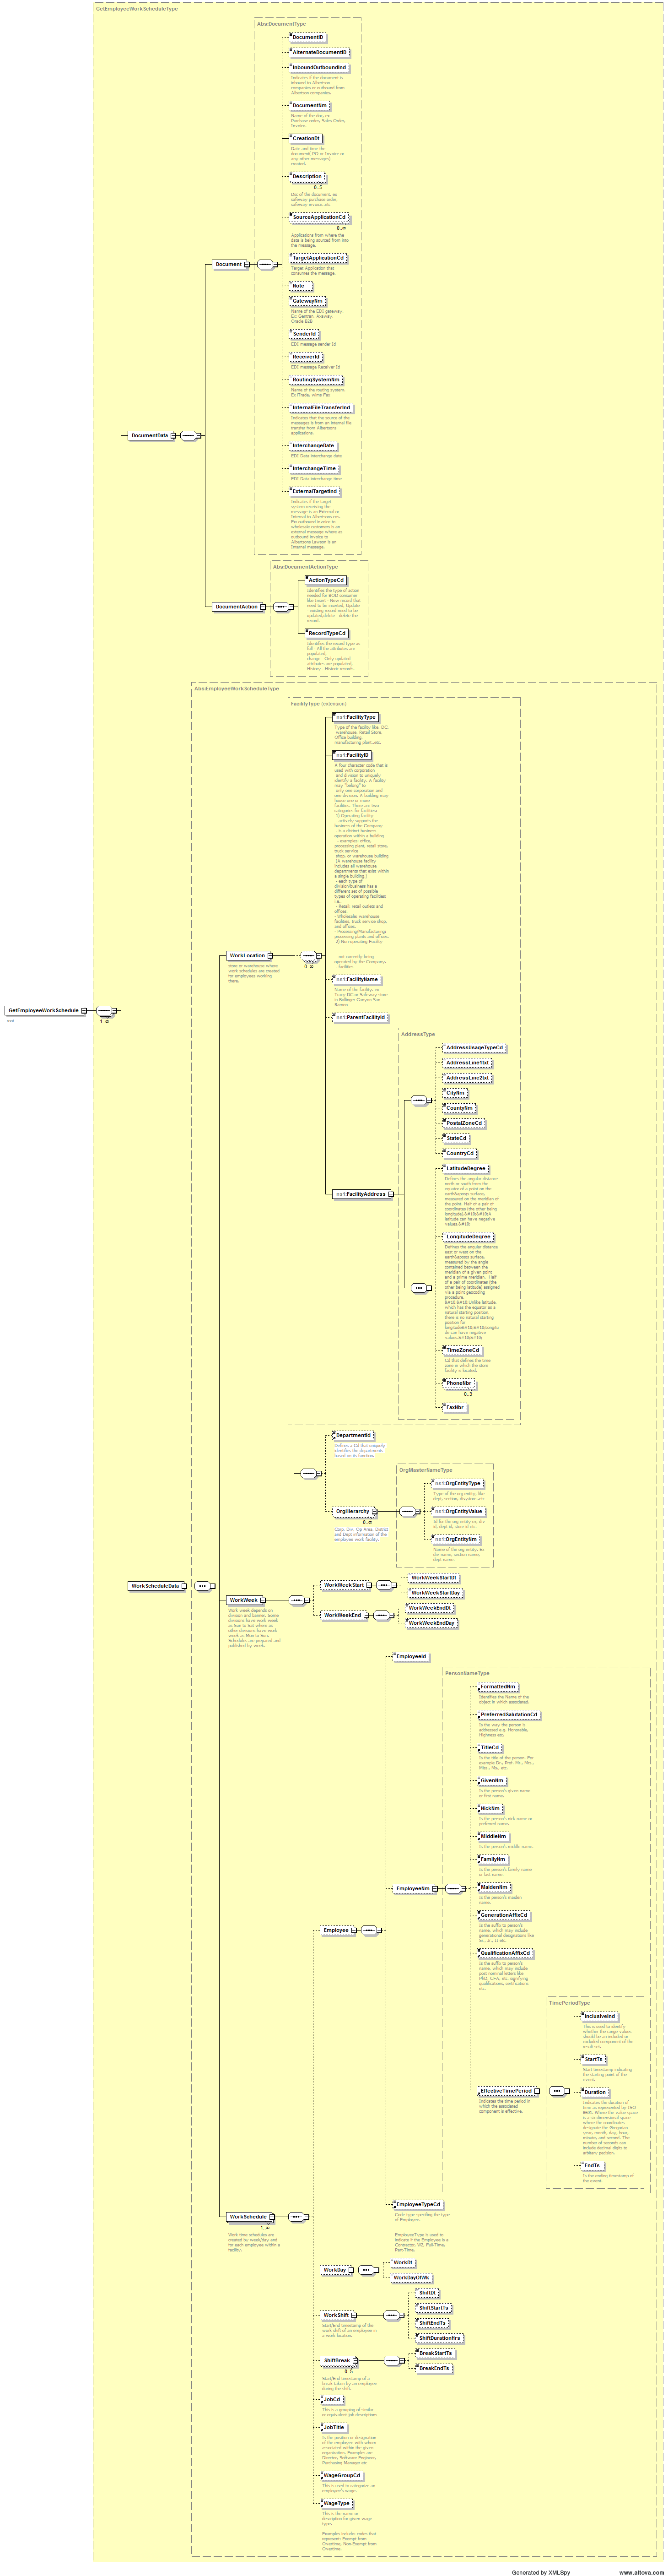 GetEmployeeWorkScheduleType
Abs:DocumentType
DocumentID
AlternateDocumentID
InboundOutboundInd
Indicates if the document is
inbound to Albertson
companies or outbound from
Albertson companies.
DocumentNm
Name of the doc, ex
Purchase order, Sales Order,
Invoice.
CreationDt
Date and time the
document( PO or Invoice or
any other messages)
created.
Description
0..5
Dsc of the document, ex
safeway purchase order,
safeway invoice..etc
SourceApplicationCd
0..∞
Applications from where the
data is being sourced from into
the message.
TargetApplicationCd
Target Application that
consumes the message.
Document
Note
GatewayNm
Name of the EDI gateway.
Ex: Gentran, Axway,
Oracle B2B
SenderId
EDI message sender Id
ReceiverId
EDI message Receiver Id
RoutingSystemNm
Name of the routing system.
InternalFileTransferInd
Indicates that the source of the
messages is from an internal file
transfer from Albertsons
applications.
DocumentData
InterchangeDate
EDI Data interchange date
InterchangeTime
EDI Data interchange time
ExternalTargetInd
Indicates if the target
system receiving the
message is an External or
Internal to Albertsons cos.
Ex: outbound invoice to
wholesale customers is an
external message where as
outbound invoice to
Albertsons Lawson is an
Internal message.
Abs:DocumentActionType
ActionTypeCd
Identifies the type of action
needed for BOD consumer
like Insert - New record that
need to be inserted, Update
- existing record need to be
updated,delete - delete the
record.
DocumentAction
RecordTypeCd
Identifies the record type as
full - All the attributes are
populated,
change - Only updated
attributes are populated,
History - Historic records.
Abs:EmployeeWorkScheduleType
FacilityType (extension)
ns1:FacilityType
Type of the facility like, DC,
warehouse, Retail Store,
Office building,
manufacturing plant..etc.
ns1:FacilityID
A four character code that is
used with corporation
and division to uniquely
identify a facility. A facility
may "belong" to
only one corporation and
one division. A building may
house one or more
facilities. There are two
categories for facilities:
1) Operating facility:
- actively supports the
business of the Company
- is a distinct business
operation within a building
- examples: office,
processing plant, retail store,
truck service
shop, or warehouse building
(A warehouse facility
includes all warehouse
departments that exist within
a single building.)
- each type of
division/business has a
different set of possible
types of operating facilities:
i.e.,
- Retail: retail outlets and
offices.
- Wholesale: warehouse
facilities, truck service shop,
and offices.
- Processing/Manufacturing:
processing plants and offices.
2) Non-operating Facility
- not currently being
operated by the Company:
- facilities
WorkLocation
store or warehouse where
work schedules are created
for employees working
there.
0..∞
ns1:FacilityName
Name of the facility, ex
Tracy DC or Safeway store
in Bollinger Canyon San
Ramon
GetEmployeeWorkSchedule
root
1..∞
ns1:ParentFacilityId
AddressType
AddressUsageTypeCd
AddressLine1txt
AddressLine2txt
CityNm
CountyNm
PostalZoneCd
StateCd
CountryCd
LatitudeDegree
Defines the angular distance
north or south from the
equator of a point on the
earth&apos;s surface,
measured on the meridian of
the point. Half of a pair of
coordinates (the other being
longitude).&#10;&#10;A
latitude can have negative
values.&#10;
ns1:FacilityAddress
LongitudeDegree
Defines the angular distance
east or west on the
earth&apos;s surface,
measured by the angle
contained between the
meridian of a given point
and a prime meridian. Half
of a pair of coordinates (the
other being latitude) assigned
via a point geocoding
procedure.
&#10;&#10;Unlike latitude,
which has the equator as a
natural starting position,
there is no natural starting
position for
longitude&#10;&#10;Longitu
de can have negative
values.&#10;&#10;
TimeZoneCd
Cd that defines the time
zone in which the store
facility is located.
PhoneNbr
0..3
FaxNbr
DepartmentId
Defines a Cd that uniquely
identifies the departments
based on its function.
OrgMasterNameType
ns1:OrgEntityType
Type of the org entity, like
dept, section, div,store..etc
OrgHierarchy
0..∞
Corp, Div, Op Area, District
and Dept information of the
employee work facility.
ns1:OrgEntityValue
Id for the org entity ex, div
id, dept id, store id etc.
ns1:OrgEntityNm
Name of the org entity. Ex
div name, section name,
dept name.
WorkScheduleData
WorkWeek
Work week depends on
division and banner. Some
divisions have work week
as Sun to Sat where as
other divisions have work
week as Mon to Sun.
Schedules are prepared and
published by week.
WorkWeekStart
WorkWeekStartDt
WorkWeekStartDay
WorkWeekEnd
WorkWeekEndDt
WorkWeekEndDay
EmployeeId
PersonNameType
FormattedNm
Identifies the Name of the
object in which associated.
PreferredSalutationCd
Is the way the person is
addressed e.g. Honorable,
Highness etc.
TitleCd
Is the title of the person. For
example Dr., Prof. Mr., Mrs.,
Miss., Ms., etc.
GivenNm
Is the person's given name
or first name.
NickNm
Is the person's nick name or
preferred name.
MiddleNm
Is the person's middle name.
FamilyNm
Is the person's family name
or last name.
EmployeeNm
MaidenNm
Is the person's maiden
name.
GenerationAffixCd
Is the suffix to person's
name, which may include
generational designations like
Sr., Jr., II etc.
Employee
QualificationAffixCd
Is the suffix to person's
name, which may include
post nominal letters like
PND, CPA, etc. signifying
qualifications, certifications
etc.
TimePeriodType
InclusiveInd
This is used to identify
whether the range values
should be an included or
excluded component of the
result set.
StartTs
Start timestamp indicating
the starting point of the
event.
EffectiveTimePeriod
Indicates the time period in
which the associated
component is effective.
Duration
Indicates the duration of
time as represented by ISO
8601. Where the value space
is a six-dimensional space
where the coordinates
designate the Gregorian
year, month, day, hour,
minute, and second. The
number of seconds can
include decimal digits to
arbitrary precision.
EndTs
Is the ending timestamp of
the event.
EmployeeTypeCd
Code type specifing the type
of Employee.
EmployeeType is used to
indicate if the Employee is a
Contractor, W2, Full-Time,
Part-Time.
WorkSchedule
1..∞
Work time schedules are
created by week/day and
for each employee within a
facility.
WorkDay
WorkDt
WorkDayOfWk
WorkShift
Start/End timestamp of the
work shift of an employee in
a work location.
ShiftDt
ShiftStartTs
ShiftEndTs
ShiftDurationHrs
ShiftBreak
0..5
Start/End timestamp of a
break taken by an employee
during the shift.
BreakStartTs
BreakEndTs
JobCd
This is a grouping of similar
or equivalent job descriptions
JobTitle
Is the position or designation
of the employee with whom
associated within the given
organization. Examples are
Director, Software Engineer,
Purchasing Manager etc
WageGroupCd
This is used to categorize an
employee's wage.
WageType
This is the name or
description for given wage
type.
Examples include: codes that
represent: Exempt from
Overtime, Non-Exempt from
Overtime.
Generated by XMLSpy
www.altova.com